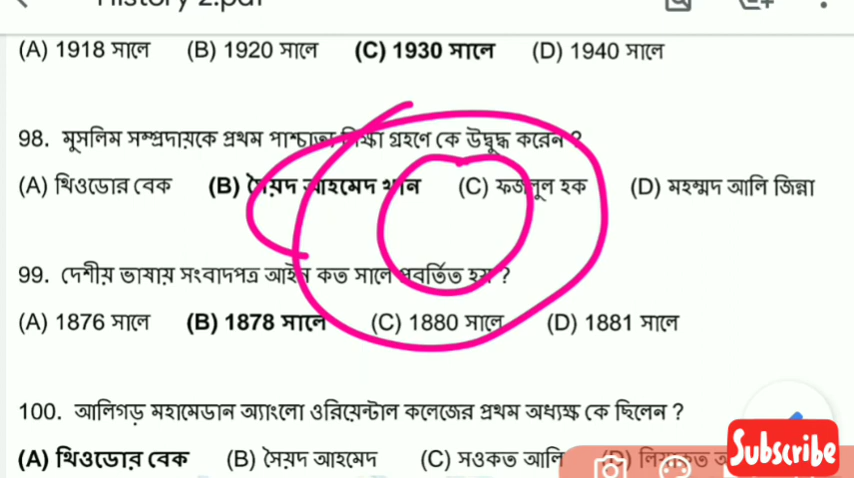 (A) 1918 সালে (B) 1920 সালে (C) 1930 সালে (D) 1940 সালে
98. মুসলিম সম্প্রদায়কে প্রথম পাশ্চাত্য শিক্ষা গ্রহণে কে উদ্বুদ্ধ করেন ?
(A) থিওডোর বেক (B) সৈয়দ আহমেদ খান (C) ফজলুল হক (D) মহম্মদ আলি জিন্না
99. দেশীয় ভাষায় সংবাদপত্র আইন কত সালে প্রবর্তিত হয় ?
(A) 1876 সালে (B) 1878 সালে (C) 1880 সালে (D) 1881 সালে
100. আলিগড় মহামেডান অ্যাংলো ওরিয়েন্টাল কলেজের প্রথম অধ্যক্ষ কে ছিলেন ?
(A) থিওডোর বেক (B) সৈয়দ আহমেদ (C) সওকত আলি (D)
Subscribe